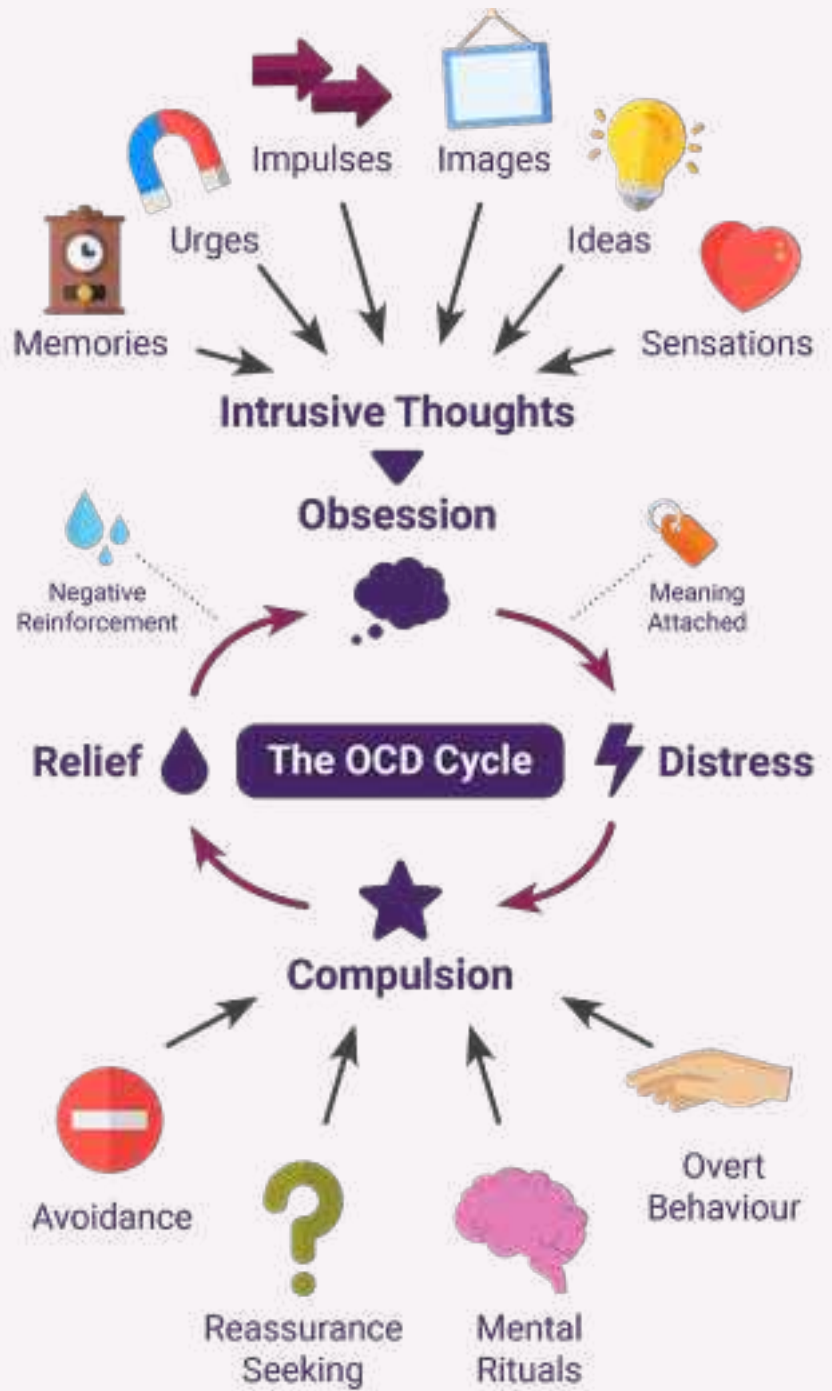 Impulses
Images
Urges
Ideas
Memories
Sensations
Intrusive Thoughts
Obsession
Negative
Reinforcement
Meaning
Attached
Relief
The OCD Cycle
Distress
Compulsion
Avoidance
Reassurance
Seeking
Mental
Rituals
Overt
Behaviour